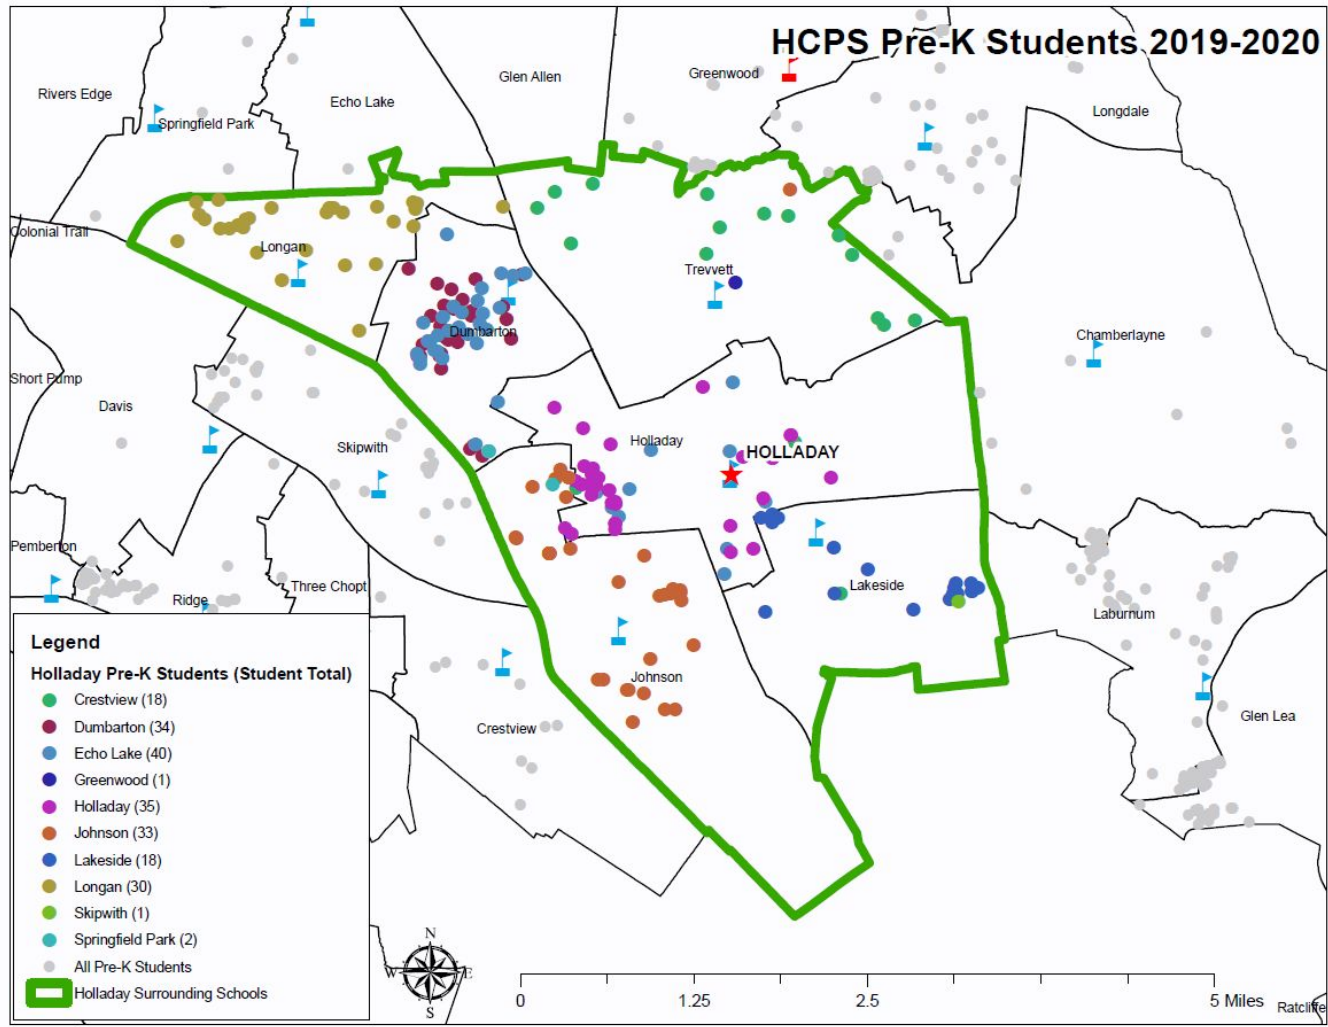 HCPS Pre-K Students 2019-2020
Glen Allen
Greenwood
Rivers Edge
Echo Lake
Longdale
Springfield Park
Colonial Trail
Longan
Trevvett
Dumbarton
Chamberlayne
Short Pump
Davis
Holladay
HOLLADAY
Skipwith
Pemberton
Three Chopt
Ridge
Lakeside
Laburnum
Johnson
Glen Lea
Crestview
Legend
Holladay Pre-K Students (Student Total)
Crestview (18)
Dumbarton (34)
Echo Lake (40)
Greenwood (1)
Holladay (35)
Johnson (33)
Lakeside (18)
Longan (30)
Skipwith (1)
Springfield Park (2)
All Pre-K Students
Holladay Surrounding Schools
N
W E
S
0 1.25 2.5 5 Miles
Ratcliffe